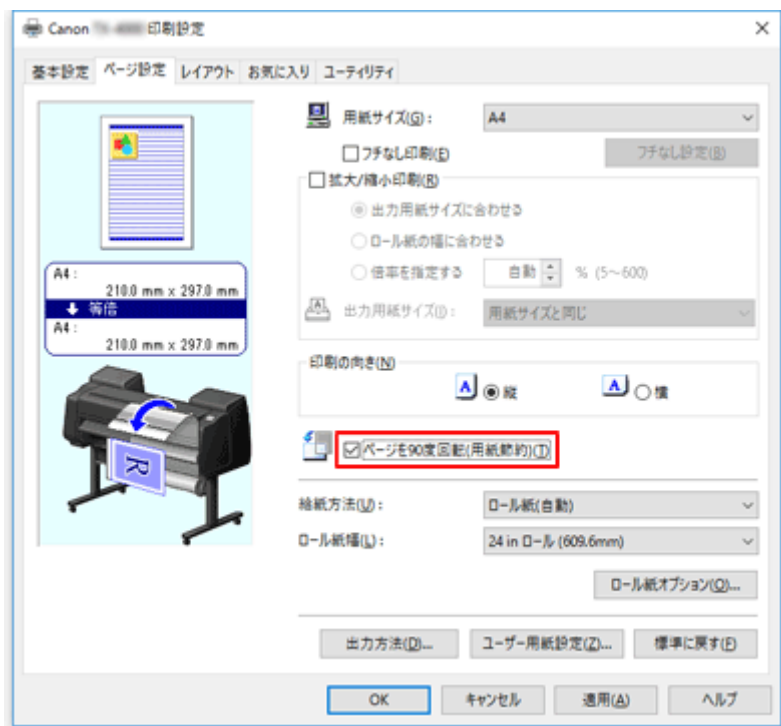 Canon 印刷設定
基本設定 ページ設定 レイアウト お気に入り ユーティリティ
用紙サイズ(G): A4
フチなし印刷(E) フチなし設定(B)
拡大/縮小印刷(R)
出力用紙サイズに合わせる
ロール紙の幅に合わせる
倍率を指定する 自動 % (5～600)
出力用紙サイズ(I): 用紙サイズと同じ
A4 :
210.0 mm x 297.0 mm
等倍
A4 :
210.0 mm x 297.0 mm
印刷の向き(N)
A 縦 A 横
R
ページを90度回転(用紙節約)(T)
給紙方法(U): ロール紙(自動)
ロール紙幅(L): 24 in ロール (609.6mm)
ロール紙オプション(O)...
出力方法(D)... ユーザー用紙設定(Z)... 標準に戻す(F)
OK キャンセル 適用(A) ヘルプ